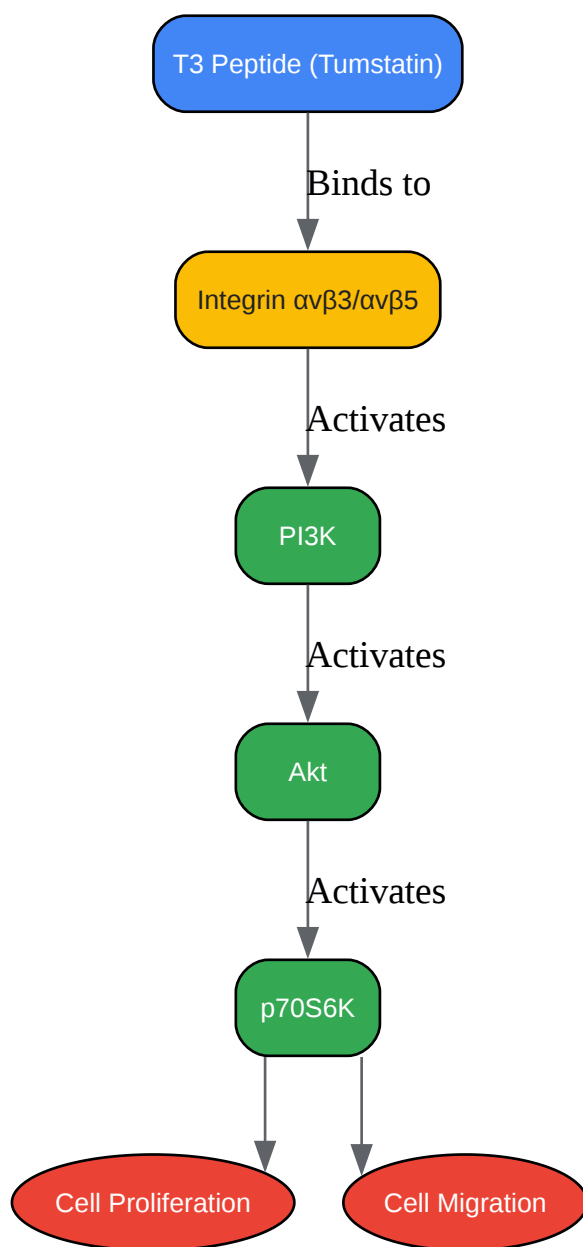 T3 Peptide (Tumstatin)
Binds to
Integrin αvβ3/αvβ5
Activates
PI3K
Activates
Akt
Activates
p70S6K
Cell Proliferation
Cell Migration